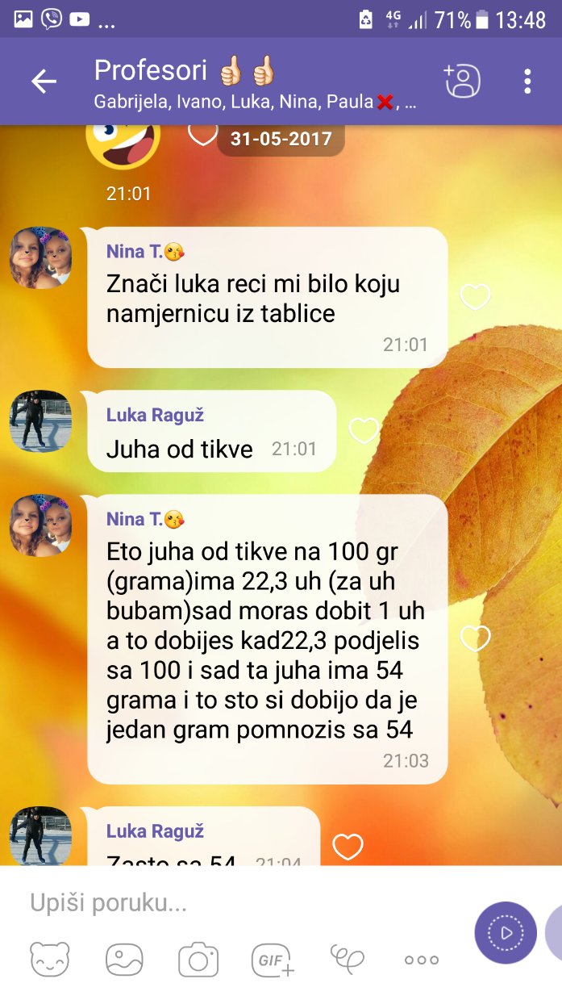 4G 71% 13:48
Profesori 👍 👍
Gabrijela, Ivano, Luka, Nina, Paula❌, ...
31-05-2017
21:01
Nina T.😘
Znači luka reci mi bilo koju
namjernicu iz tablice
21:01
Luka Raguž
Juha od tikve 21:01
Nina T.😘
Eto juha od tikve na 100 gr
(grama)ima 22,3 uh (za uh
bubam)sad moras dobit 1 uh
a to dobijes kad22,3 podjelis
sa 100 i sad ta juha ima 54
grama i to sto si dobijo da je
jedan gram pomnozis sa 54
21:03
Luka Raguž
Zasto sa 54 21:04
Upiši poruku...
GIF